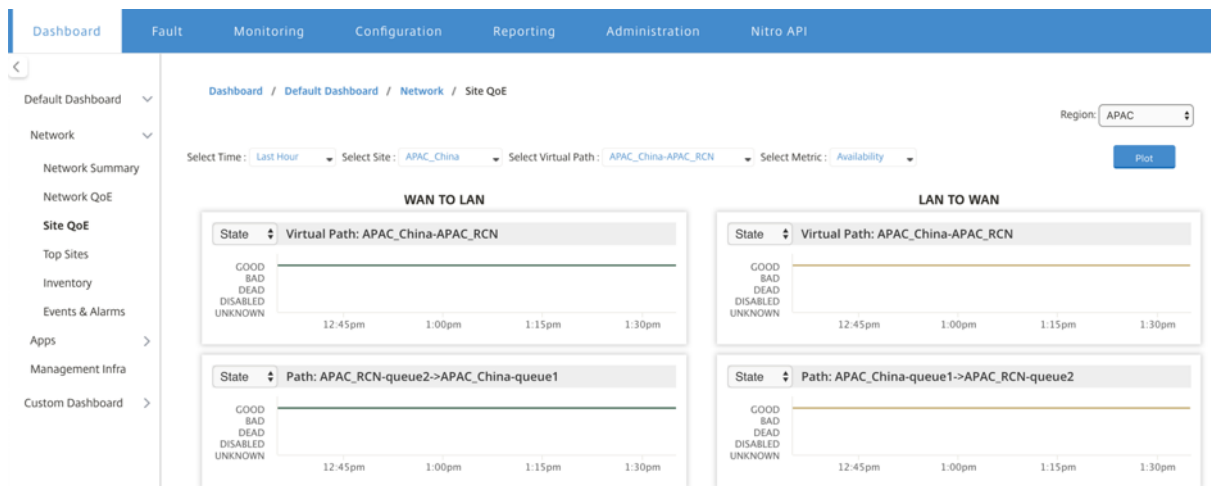 Dashboard Fault Monitoring Configuration Reporting Administration Nitro API
<
Default Dashboard
Network
Network Summary
Network QoE
Site QoE
Top Sites
Inventory
Events & Alarms
Apps
Management Infra
Custom Dashboard
Dashboard / Default Dashboard / Network / Site QoE
Region: APAC
Select Time : Last Hour Select Site : APAC_China Select Virtual Path : APAC_China-APAC_RCN Select Metric : Availability Plot
WAN TO LAN
State Virtual Path: APAC_China-APAC_RCN
GOOD
BAD
DEAD
DISABLED
UNKNOWN
12:45pm 1:00pm 1:15pm 1:30pm
State Path: APAC_RCN-queue2->APAC_China-queue1
GOOD
BAD
DEAD
DISABLED
UNKNOWN
12:45pm 1:00pm 1:15pm 1:30pm
LAN TO WAN
State Virtual Path: APAC_China-APAC_RCN
GOOD
BAD
DEAD
DISABLED
UNKNOWN
12:45pm 1:00pm 1:15pm 1:30pm
State Path: APAC_China-queue1->APAC_RCN-queue2
GOOD
BAD
DEAD
DISABLED
UNKNOWN
12:45pm 1:00pm 1:15pm 1:30pm